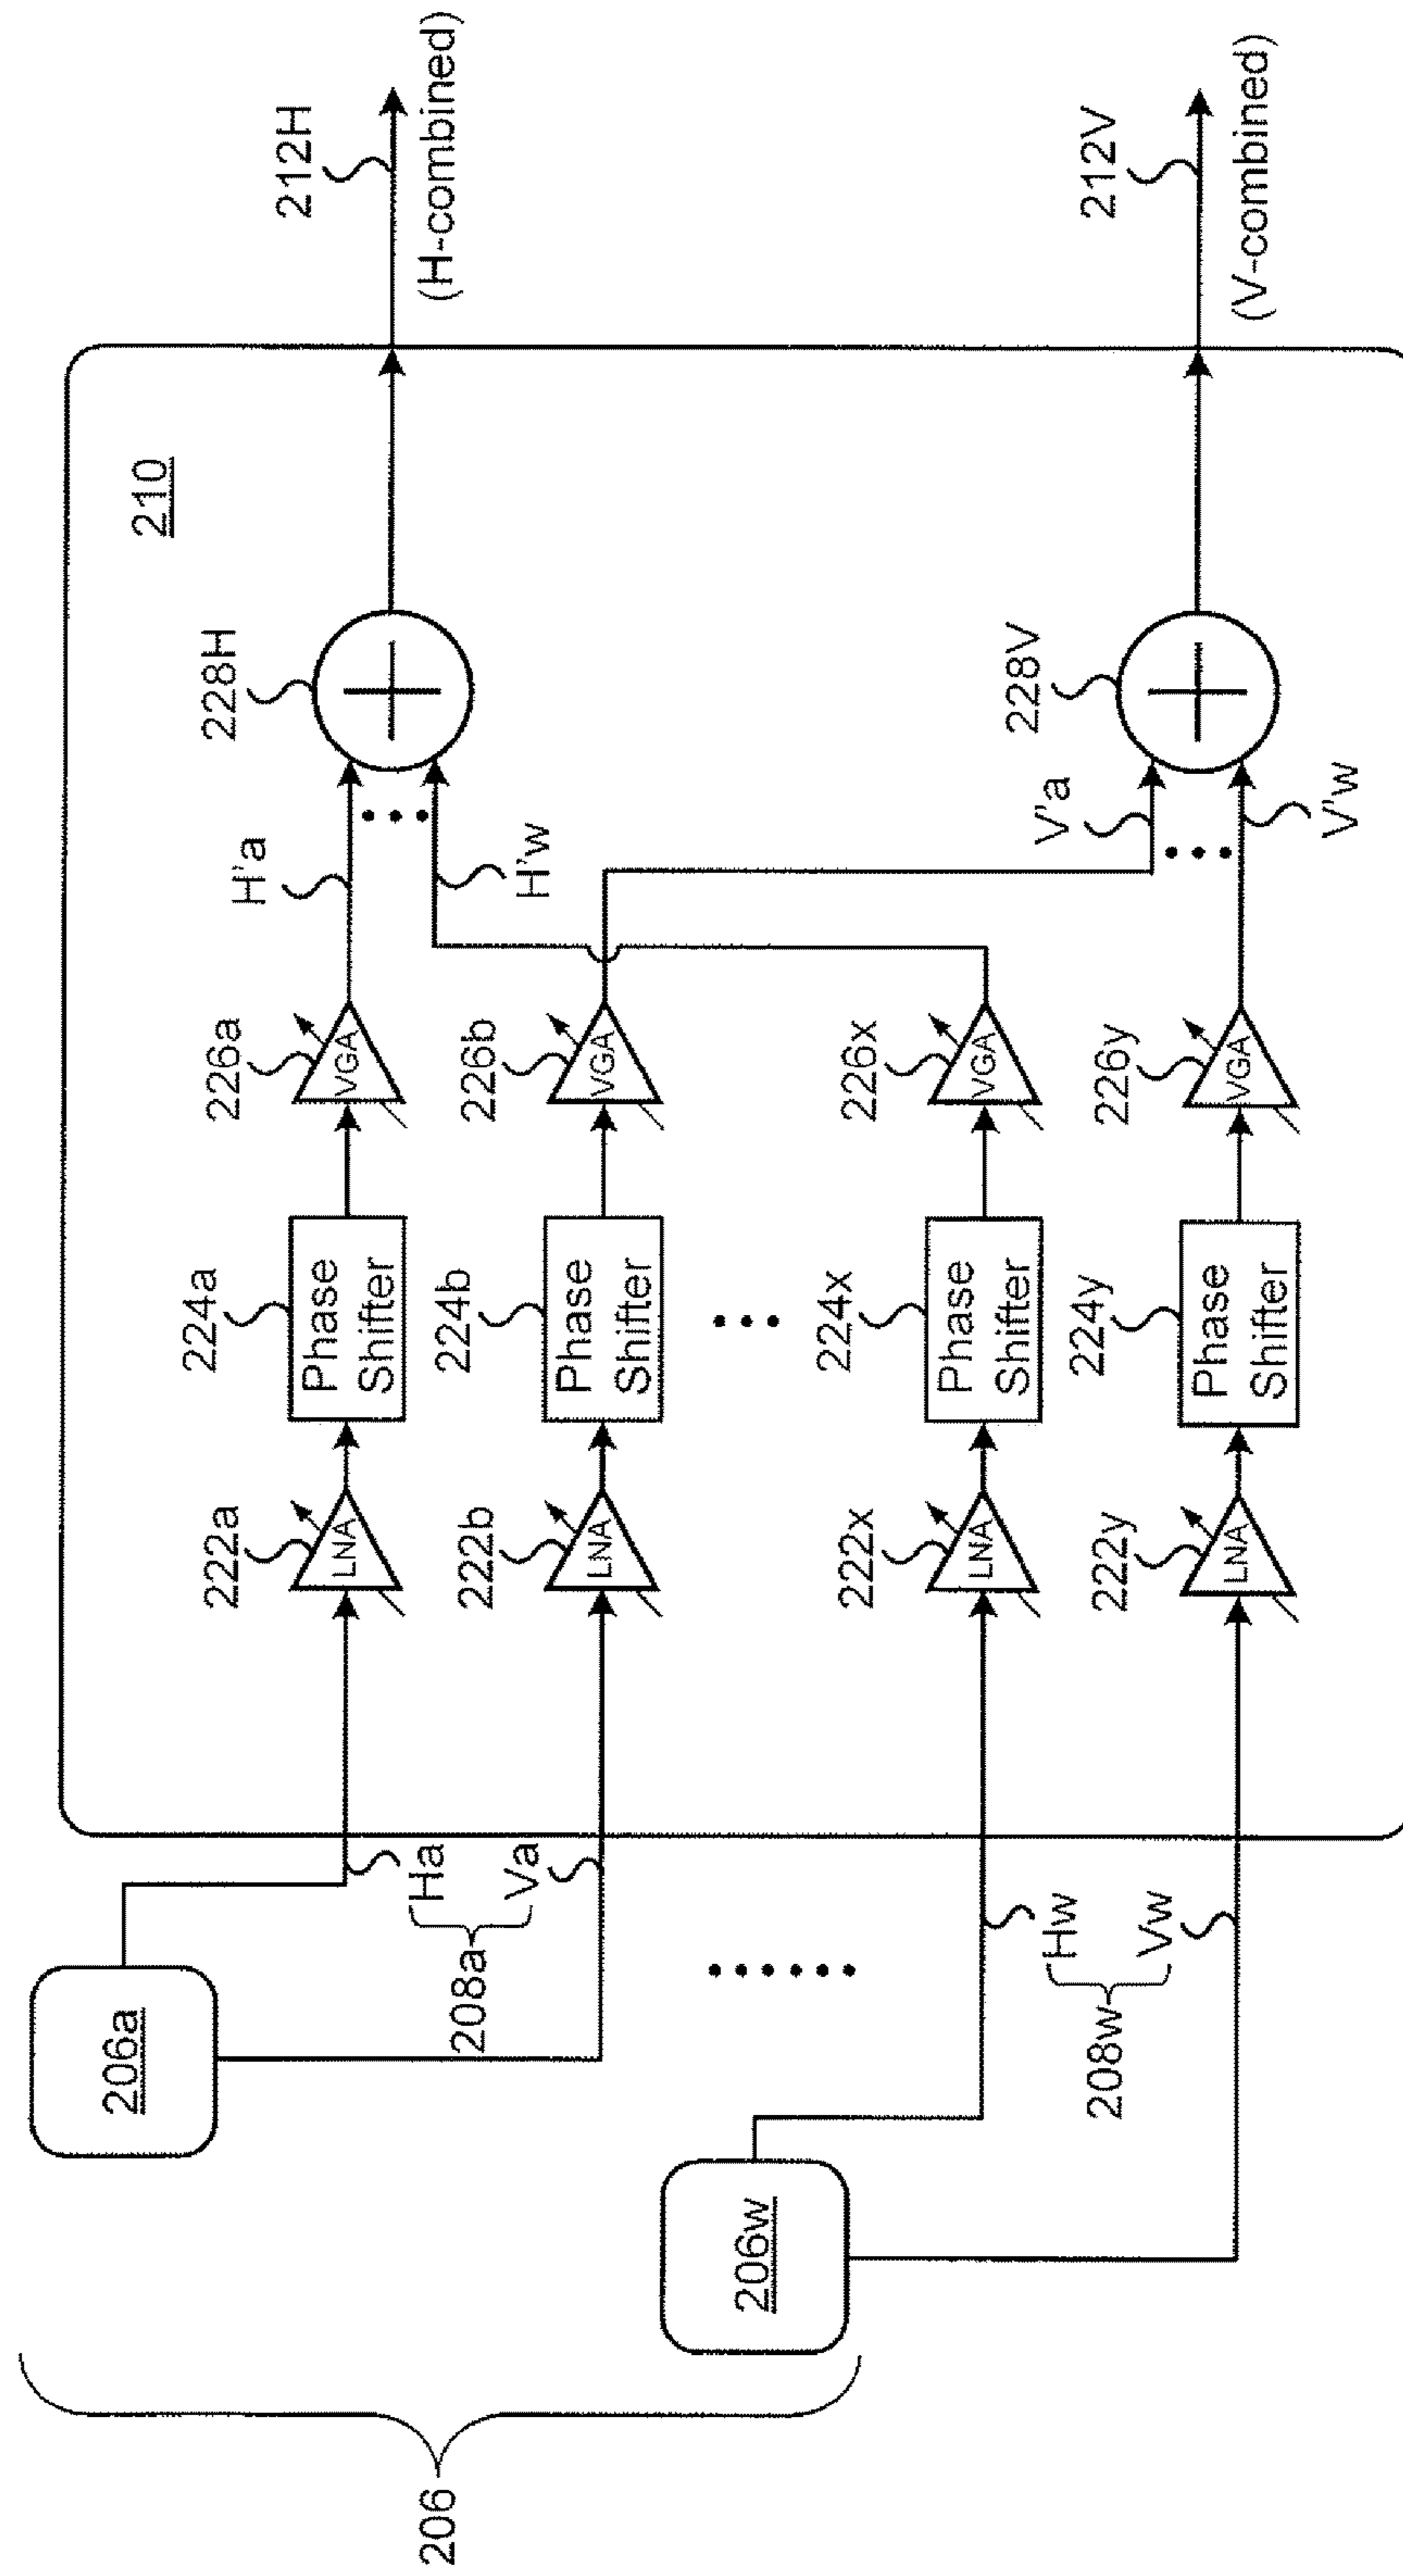 206
206a
206w
Ha
Va
208a
Hw
Vw
208w
210
222a
LNA
224a
Phase
Shifter
226a
VGA
H'a
222b
LNA
224b
Phase
Shifter
226b
VGA
H'w
222x
LNA
224x
Phase
Shifter
226x
VGA
V'a
222y
LNA
224y
Phase
Shifter
226y
VGA
V'w
228H
228V
212H
(H-combined)
212V
(V-combined)